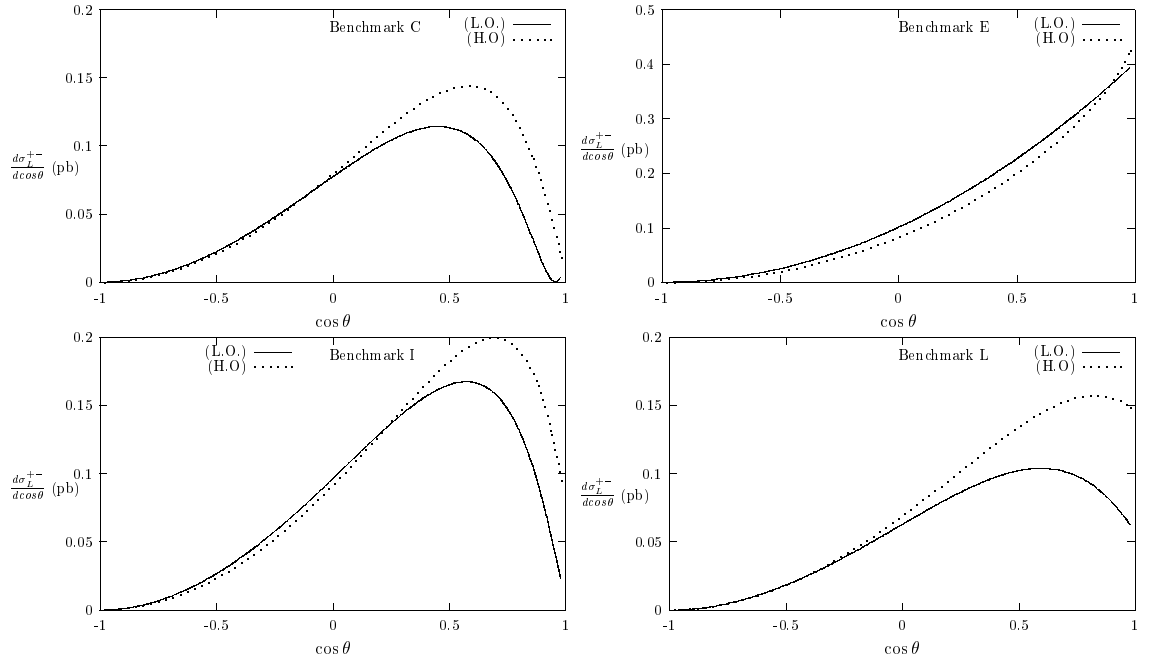 Benchmark C
(L.O.)
(H.O)
0.2
0.15
0.1
0.05
0
dσ_L^{+-}/dcosθ (pb)
-1 -0.5 0 0.5 1
cos θ
Benchmark E
(L.O.)
(H.O)
0.5
0.4
0.3
0.2
0.1
0
dσ_L^{+-}/dcosθ (pb)
-1 -0.5 0 0.5 1
cos θ
Benchmark I
(L.O.)
(H.O)
0.2
0.15
0.1
0.05
0
dσ_L^{+-}/dcosθ (pb)
-1 -0.5 0 0.5 1
cos θ
Benchmark L
(L.O.)
(H.O)
0.2
0.15
0.1
0.05
0
dσ_L^{+-}/dcosθ (pb)
-1 -0.5 0 0.5 1
cos θ